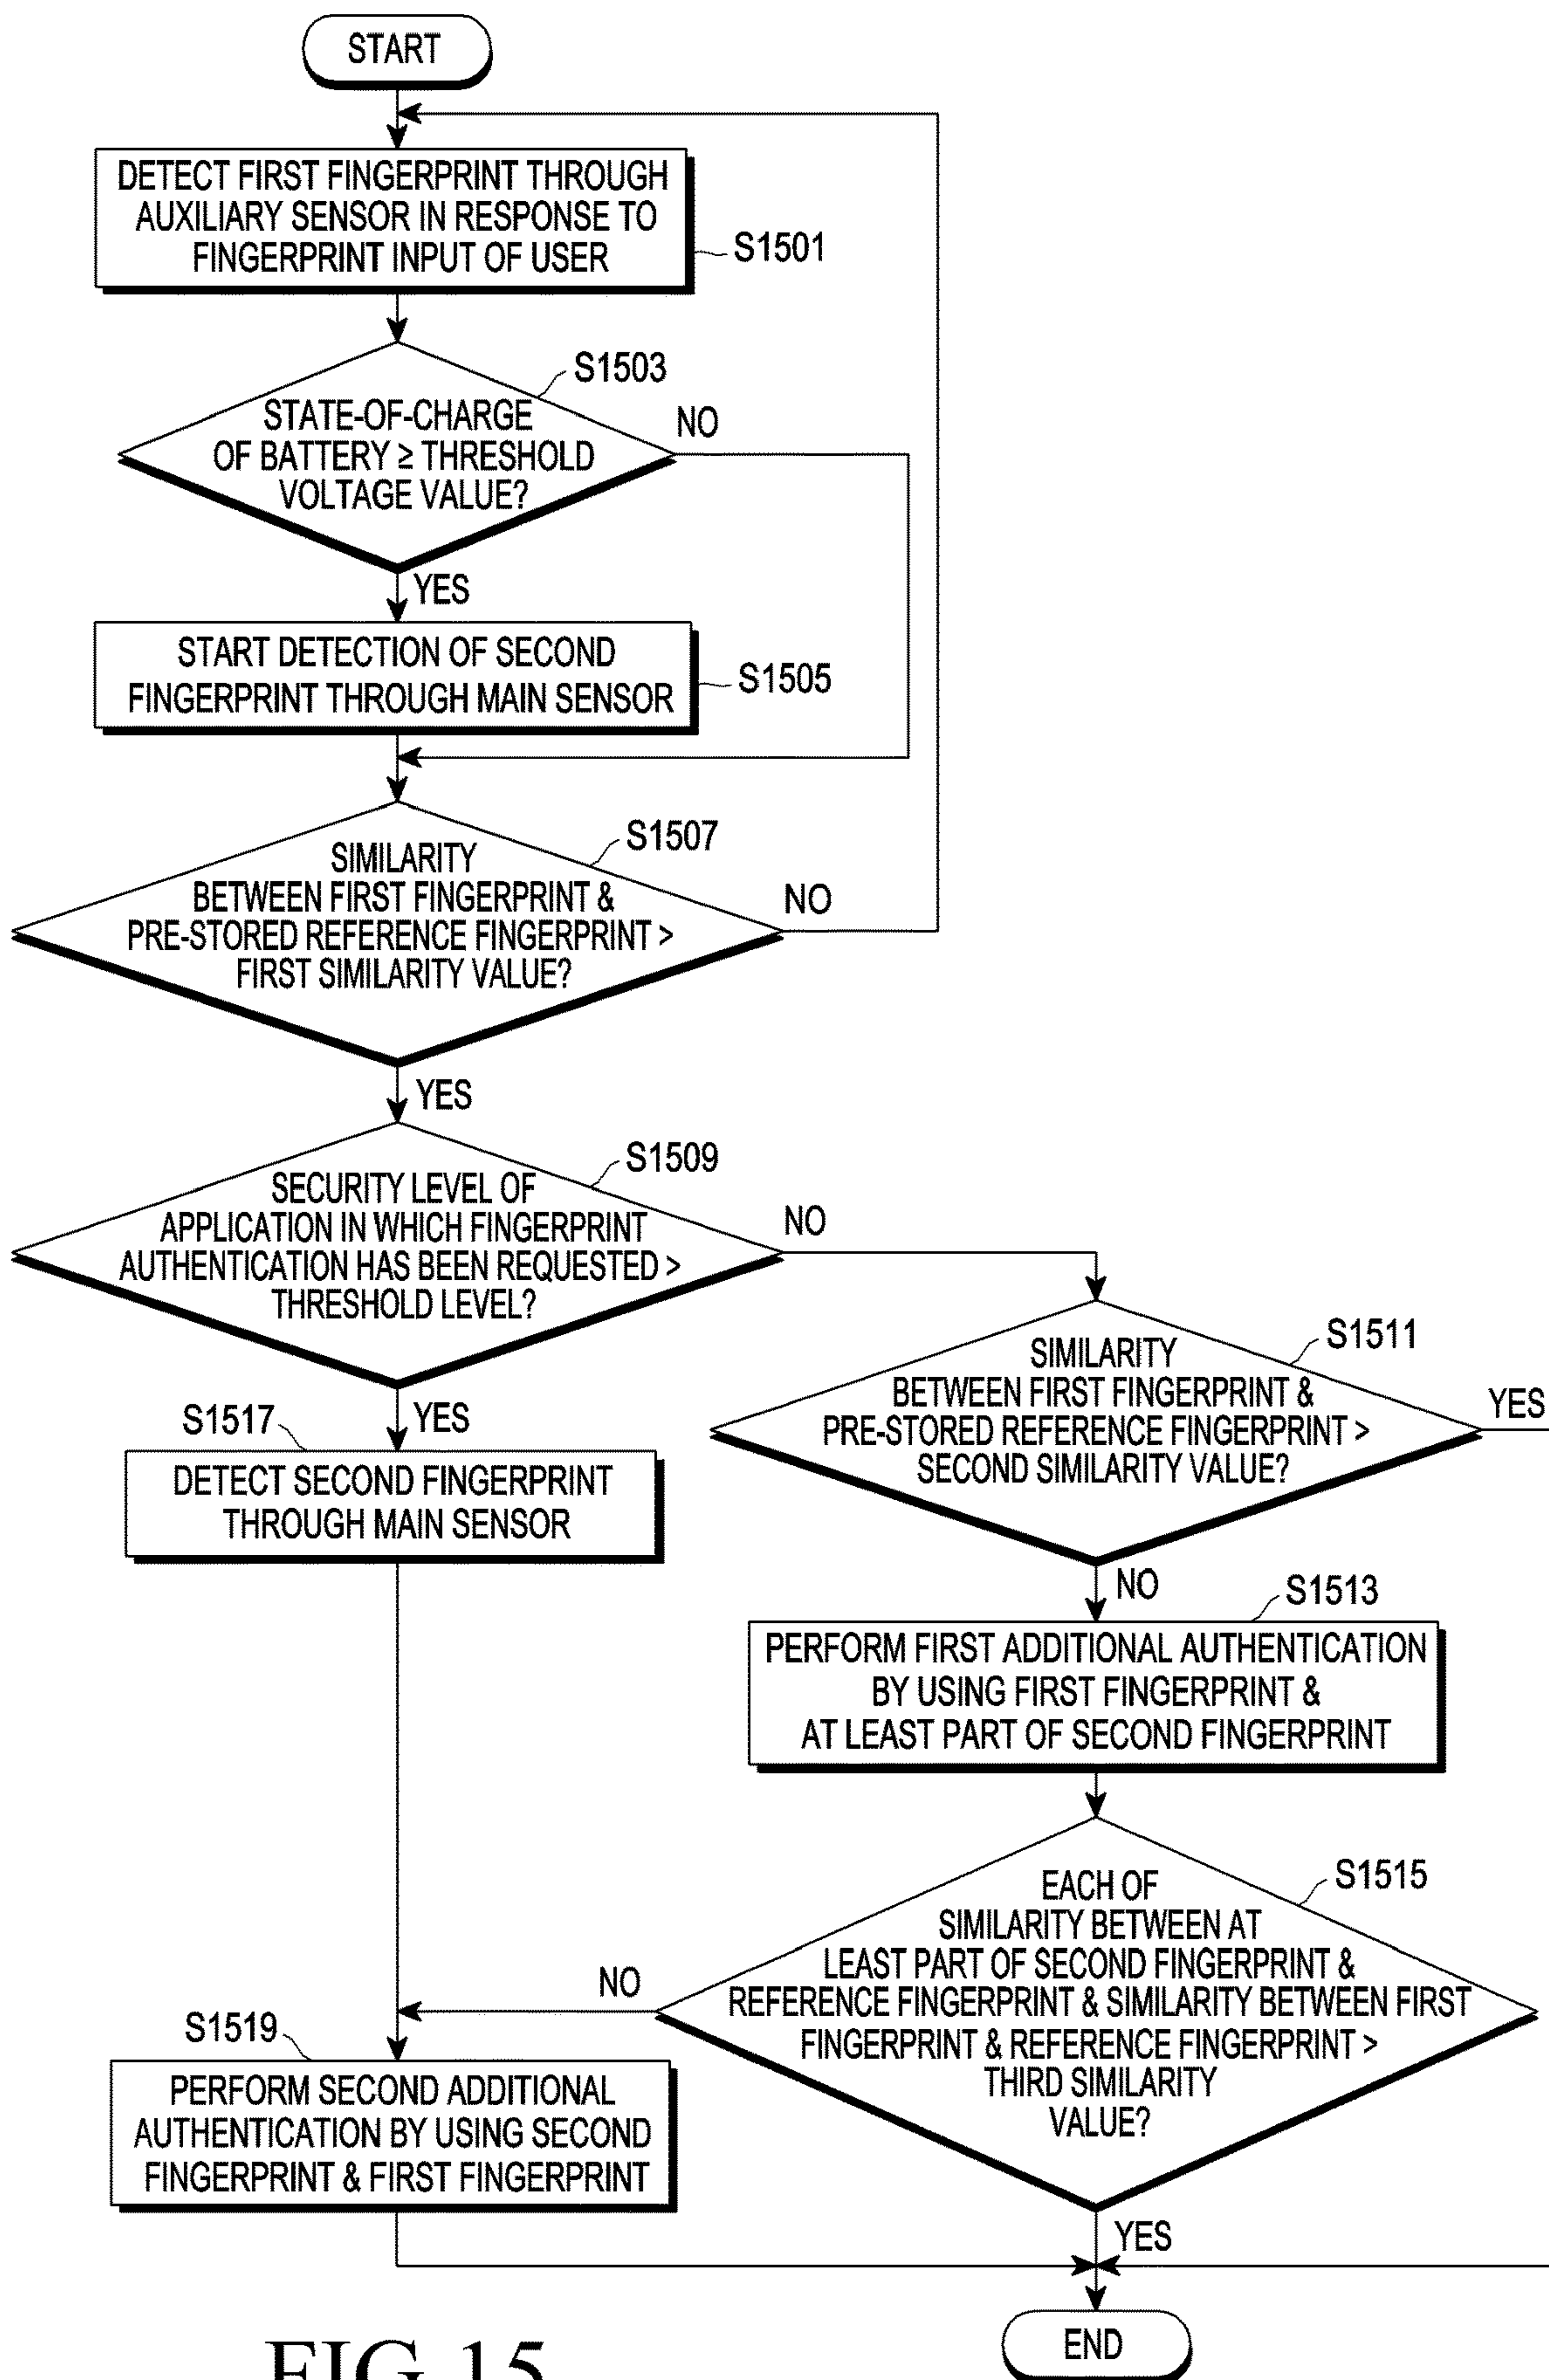 START
DETECT FIRST FINGERPRINT THROUGH
AUXILIARY SENSOR IN RESPONSE TO
FINGERPRINT INPUT OF USER
S1501
S1503
STATE-OF-CHARGE
OF BATTERY ≥ THRESHOLD
VOLTAGE VALUE?
NO
YES
START DETECTION OF SECOND
FINGERPRINT THROUGH MAIN SENSOR
S1505
S1507
SIMILARITY
BETWEEN FIRST FINGERPRINT &
PRE-STORED REFERENCE FINGERPRINT >
FIRST SIMILARITY VALUE?
NO
YES
S1509
SECURITY LEVEL OF
APPLICATION IN WHICH FINGERPRINT
AUTHENTICATION HAS BEEN REQUESTED >
THRESHOLD LEVEL?
NO
YES
S1511
SIMILARITY
BETWEEN FIRST FINGERPRINT &
PRE-STORED REFERENCE FINGERPRINT >
SECOND SIMILARITY VALUE?
YES
NO
S1517
DETECT SECOND FINGERPRINT
THROUGH MAIN SENSOR
S1513
PERFORM FIRST ADDITIONAL AUTHENTICATION
BY USING FIRST FINGERPRINT &
AT LEAST PART OF SECOND FINGERPRINT
S1515
EACH OF
SIMILARITY BETWEEN AT
LEAST PART OF SECOND FINGERPRINT &
REFERENCE FINGERPRINT & SIMILARITY BETWEEN FIRST
FINGERPRINT & REFERENCE FINGERPRINT >
THIRD SIMILARITY
VALUE?
NO
YES
S1519
PERFORM SECOND ADDITIONAL
AUTHENTICATION BY USING SECOND
FINGERPRINT & FIRST FINGERPRINT
END
FIG.15